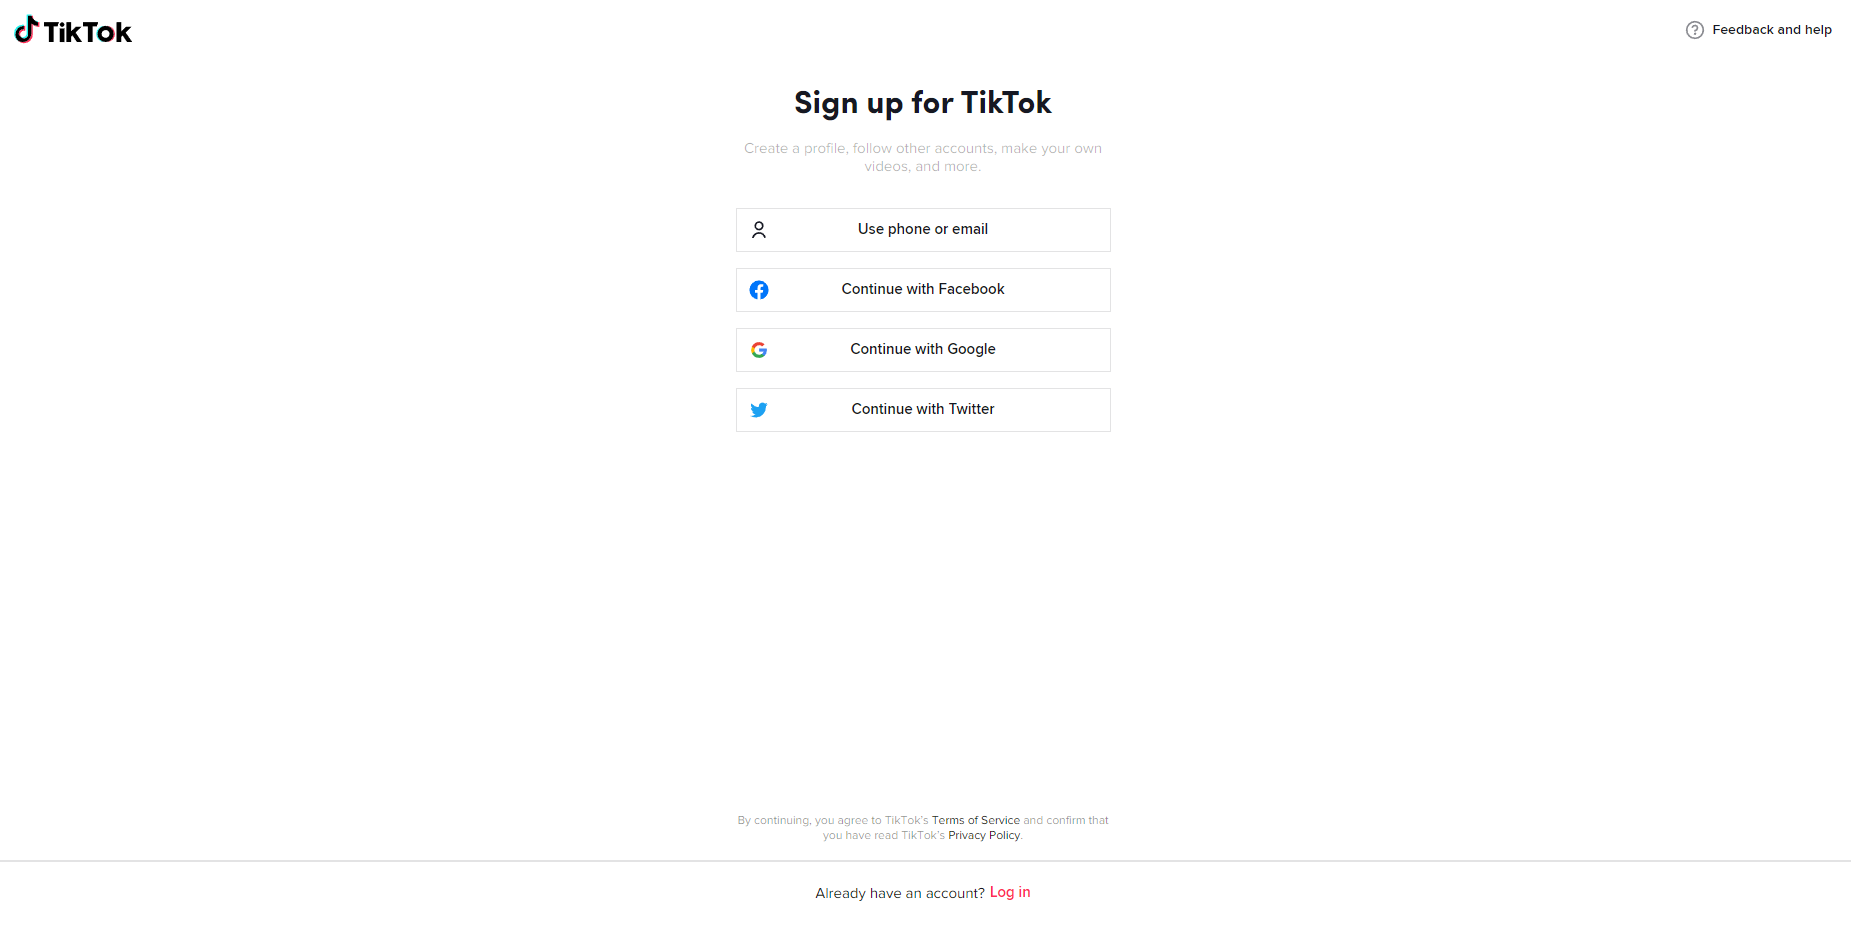 TikTok
Feedback and help
Sign up for TikTok
Create a profile, follow other accounts, make your own
videos, and more.
Use phone or email
Continue with Facebook
Continue with Google
Continue with Twitter
By continuing, you agree to TikTok's Terms of Service and confirm that
you have read TikTok's Privacy Policy.
Already have an account? Log in